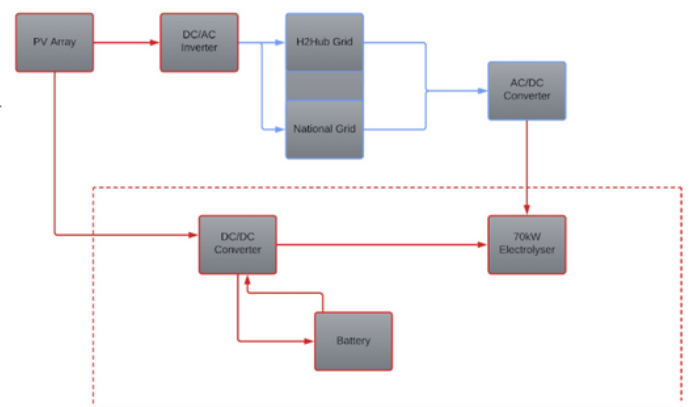 PV Array
DC/AC
Inverter
H2Hub Grid
National Grid
AC/DC
Converter
DC/DC
Converter
70kW
Electrolyser
Battery